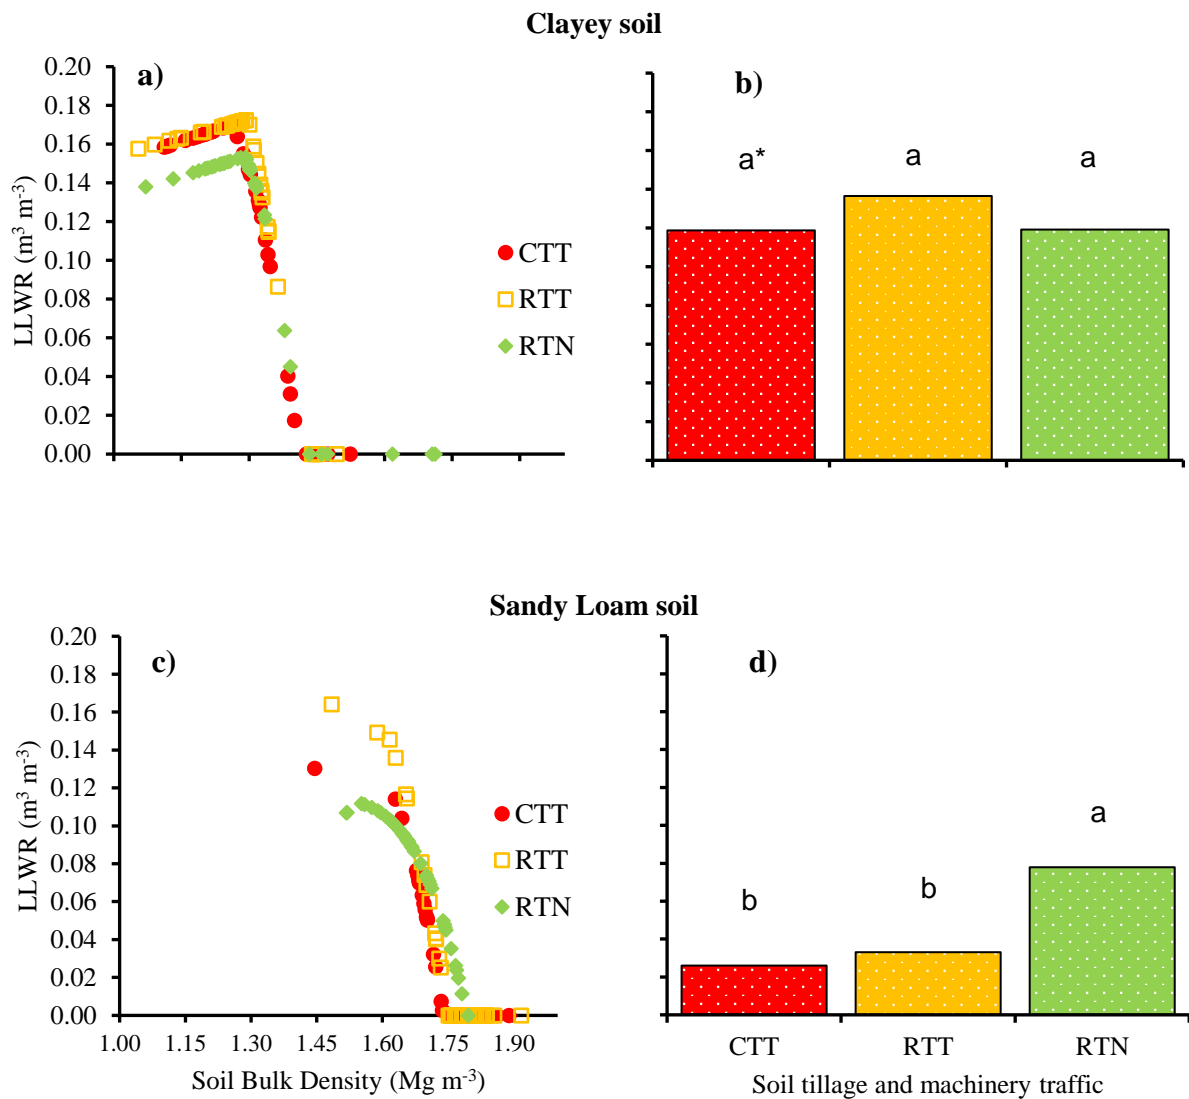 Clayey soil
a)
b)
LLWR (m³ m⁻³)
0.20
0.18
0.16
0.14
0.12
0.10
0.08
0.06
0.04
0.02
0.00
CTT
RTT
RTN
a*
a
a
Sandy Loam soil
c)
d)
LLWR (m³ m⁻³)
0.20
0.18
0.16
0.14
0.12
0.10
0.08
0.06
0.04
0.02
0.00
CTT
RTT
RTN
b
b
a
1.00 1.15 1.30 1.45 1.60 1.75 1.90
Soil Bulk Density (Mg m⁻³)
CTT RTT RTN
Soil tillage and machinery traffic